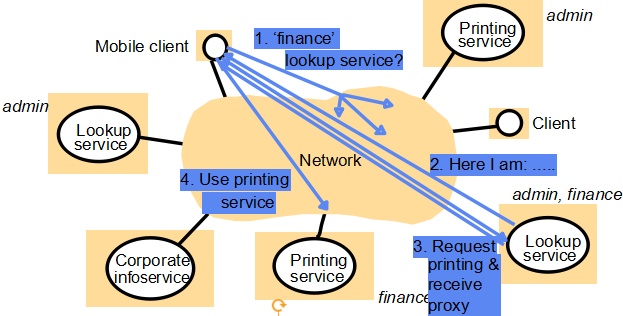 admin
Printing
service
1. ‘finance’
lookup service?
Mobile client
admin
Lookup
service
Client
Network
2. Here I am: .....
4. Use printing
service
admin, finance
Lookup
service
3. Request
printing &
receive
proxy
Corporate
infoservice
Printing
service
finance